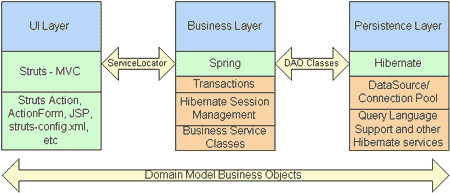 UI Layer
Struts - MVC
Struts Action,
ActionForm, JSP,
struts-config.xml,
etc
ServiceLocator
Business Layer
Spring
Transactions
Hibernate Session
Management
Business Service
Classes
DAO Classes
Persistence Layer
Hibernate
DataSource/
Connection Pool
Query Language
Support and other
Hibernate services
Domain Model Business Objects